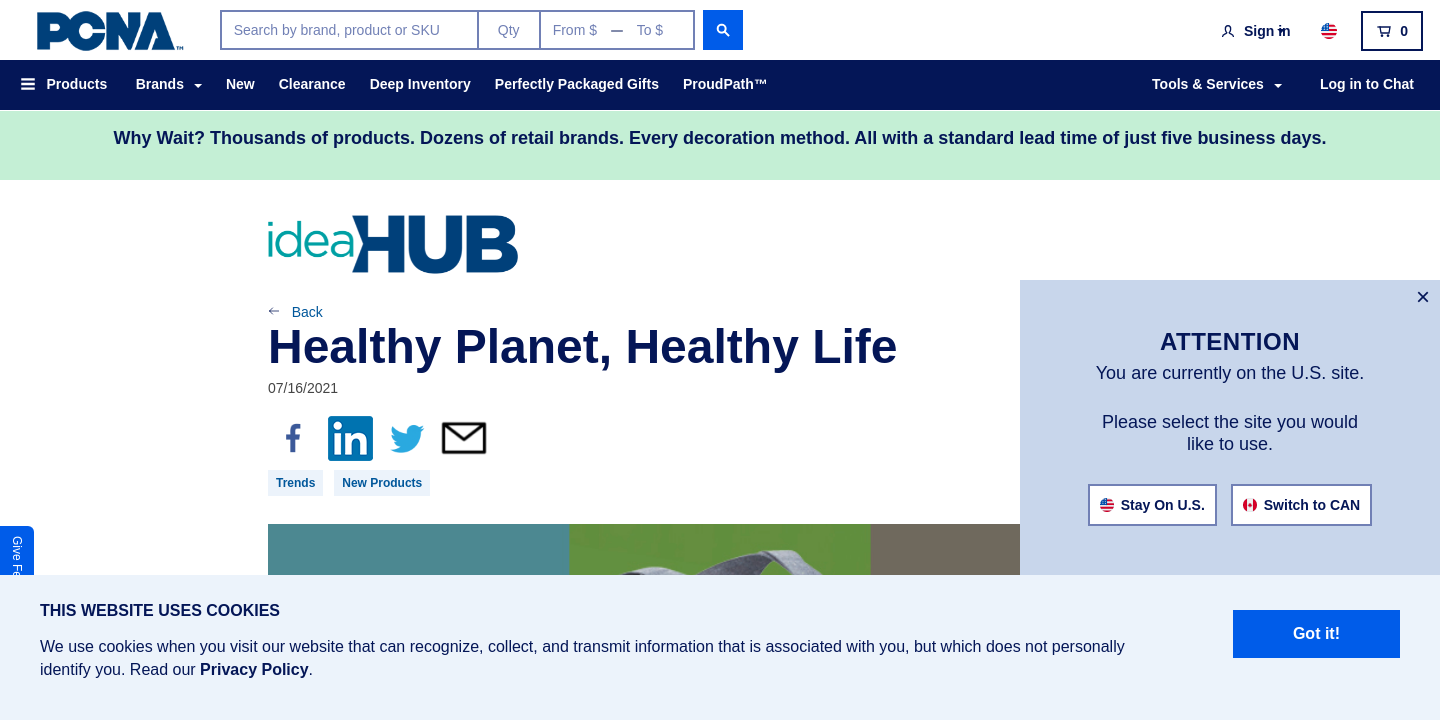 PCNA™
Search by brand, product or SKU
Qty
From $ — To $
Sign in
0
Products
Brands
New
Clearance
Deep Inventory
Perfectly Packaged Gifts
ProudPath™
Tools & Services
Log in to Chat
Why Wait? Thousands of products. Dozens of retail brands. Every decoration method. All with a standard lead time of just five business days.
ideaHUB
Back
Healthy Planet, Healthy Life
07/16/2021
Trends
New Products
ATTENTION
You are currently on the U.S. site.
Please select the site you would
like to use.
Stay On U.S.
Switch to CAN
Give
THIS WEBSITE USES COOKIES
We use cookies when you visit our website that can recognize, collect, and transmit information that is associated with you, but which does not personally
identify you. Read our Privacy Policy.
Got it!